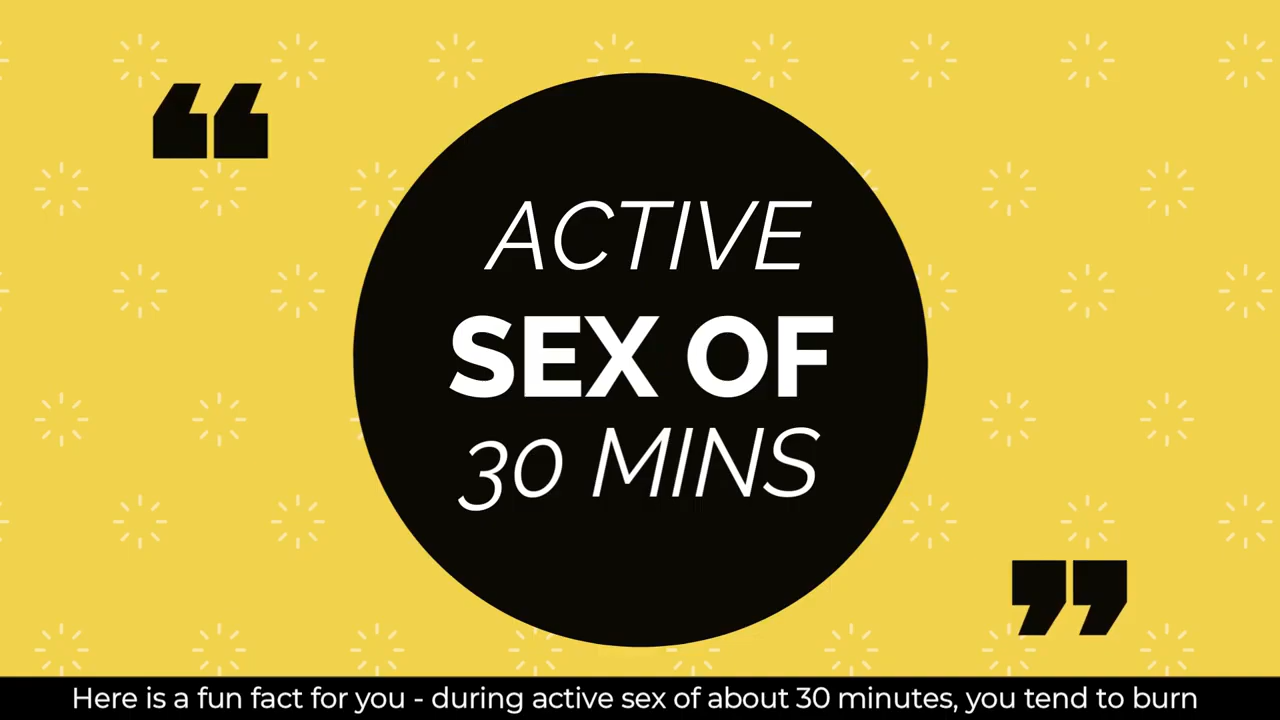 “
ACTIVE
SEX OF
30 MINS
”
Here is a fun fact for you - during active sex of about 30 minutes, you tend to burn